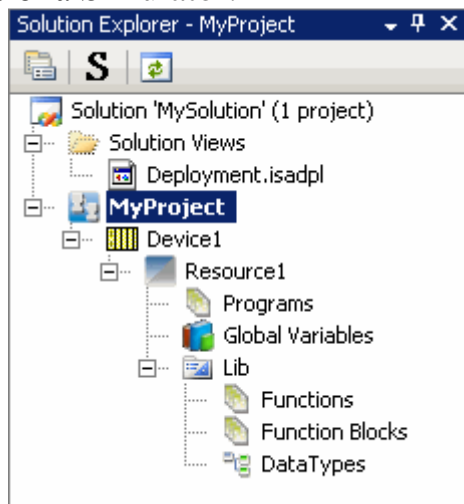 Solution Explorer - MyProject
S
Solution 'MySolution' (1 project)
Solution Views
Deployment.isadpl
MyProject
Device1
Resource1
Programs
Global Variables
Lib
Functions
Function Blocks
DataTypes